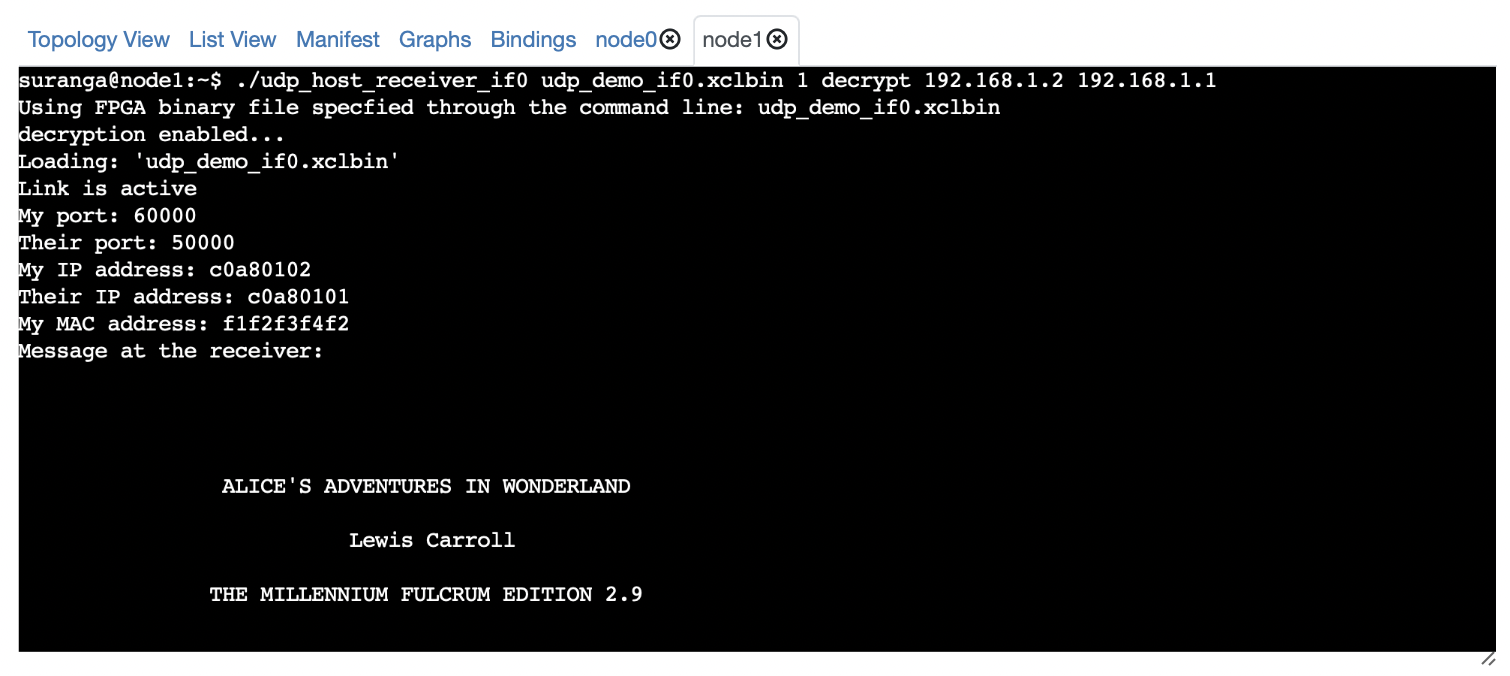 Topology View List View Manifest Graphs Bindings node0 node1
suranga@node1:~$ ./udp_host_receiver_if0 udp_demo_if0.xclbin 1 decrypt 192.168.1.2 192.168.1.1
Using FPGA binary file specfied through the command line: udp_demo_if0.xclbin
decryption enabled...
Loading: 'udp_demo_if0.xclbin'
Link is active
My port: 60000
Their port: 50000
My IP address: c0a80102
Their IP address: c0a80101
My MAC address: f1f2f3f4f2
Message at the receiver:
ALICE'S ADVENTURES IN WONDERLAND
Lewis Carroll
THE MILLENNIUM FULCRUM EDITION 2.9